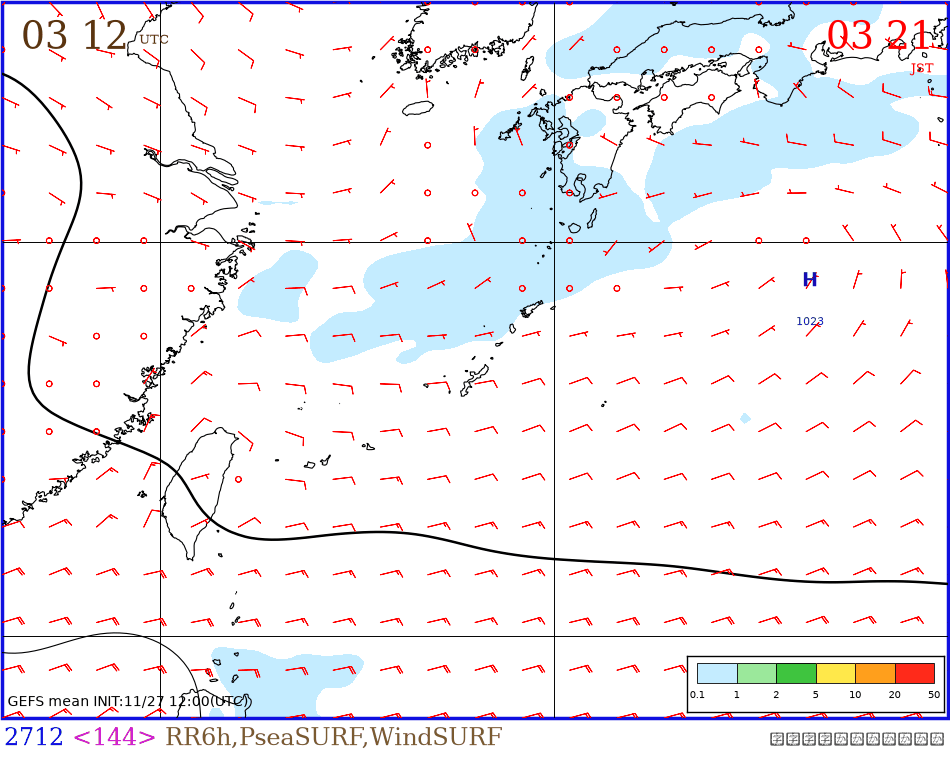 03 12 UTC
03 21
JST
H
1023
0.1 1 2 5 10 20 50
GEFS mean INIT:11/27 12:00(UTC)
2712 <144> RR6h,PseaSURF,WindSURF